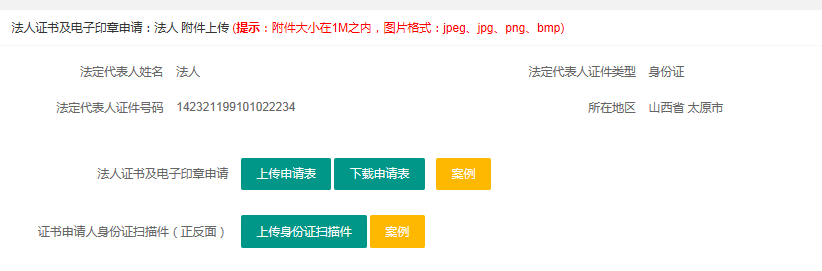 法人证书及电子印章申请：法人 附件上传 (提示：附件大小在1M之内，图片格式：jpeg、jpg、png、bmp)
法定代表人姓名 法人 法定代表人证件类型 身份证
法定代表人证件号码 142321199101022234 所在地区 山西省 太原市
法人证书及电子印章申请 上传申请表 下载申请表 案例
证书申请人身份证扫描件（正反面） 上传身份证扫描件 案例